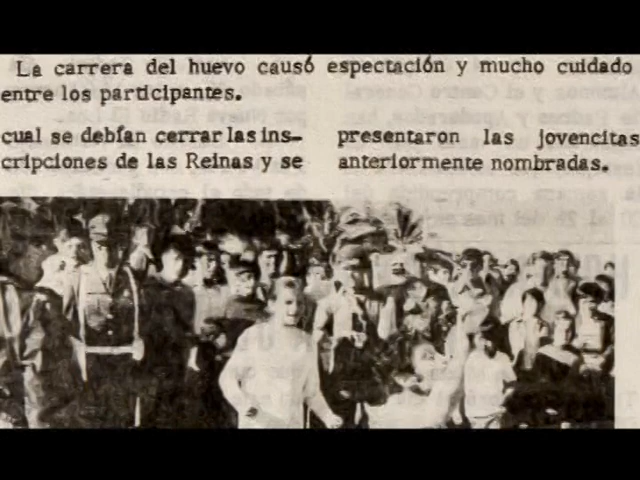 La carrera del huevo causó espectación y mucho cuidado
entre los participantes.
cual se debían cerrar las ins-
cripciones de las Reinas y se
presentaron las jovencitas
anteriormente nombradas.